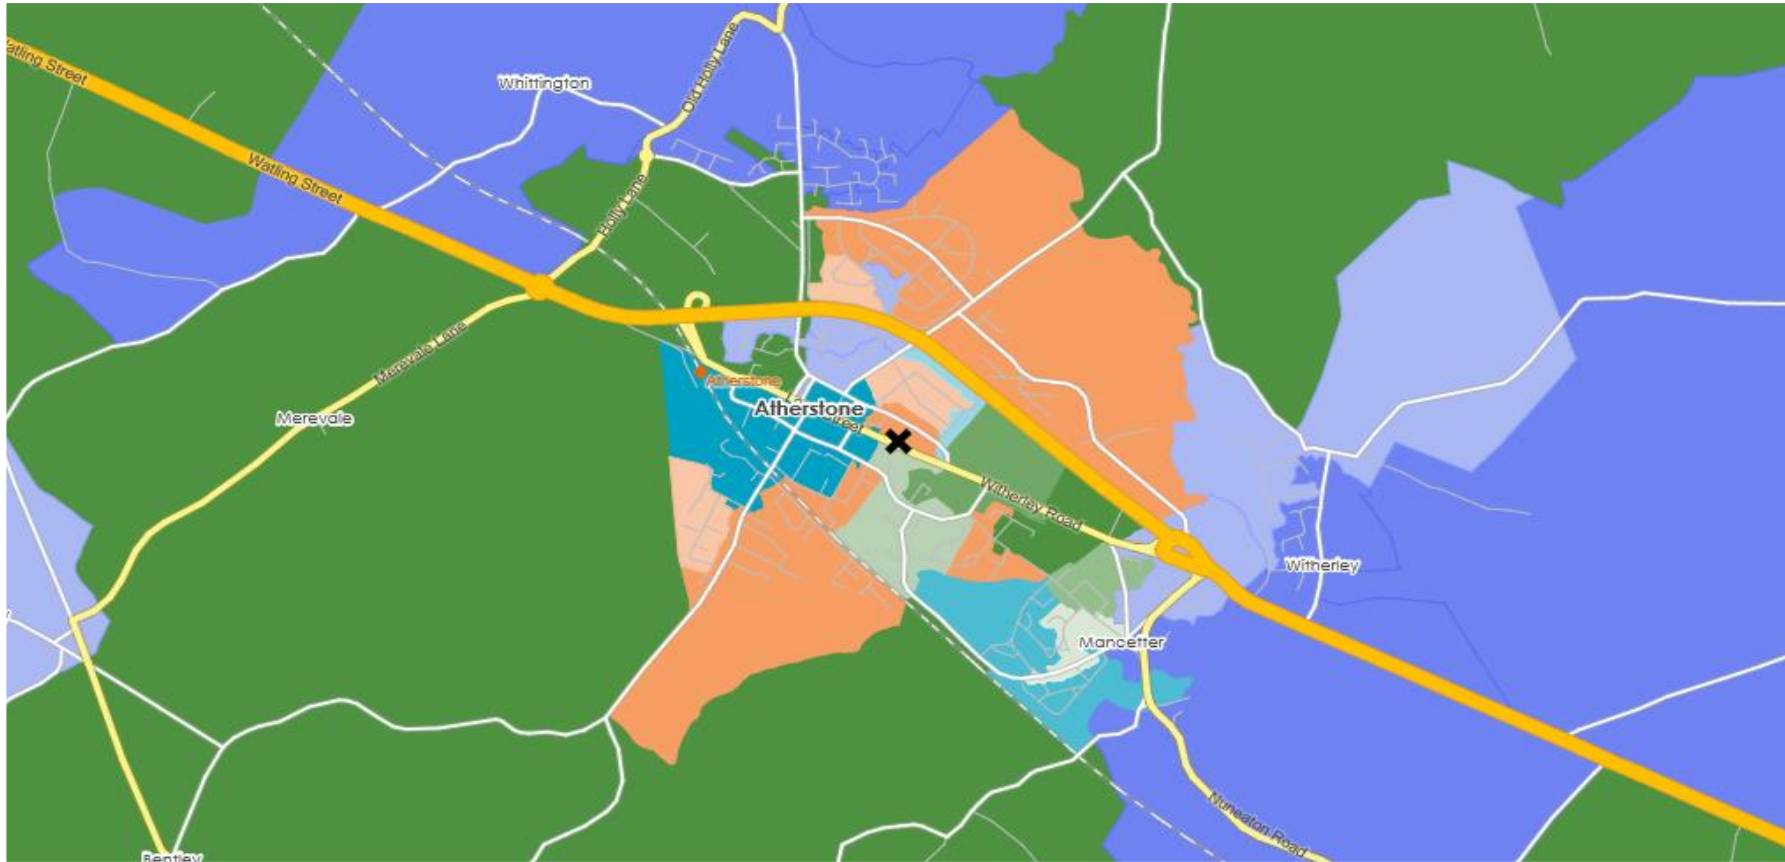 Watling Street
Whittington
Old Holly Lane
Watling Street
Holly Lane
Merevale Lane
Atherstone
Atherstone
Street
Merevale
Witherley Road
Witherley
Mancetter
Nuneaton Road
Bentley